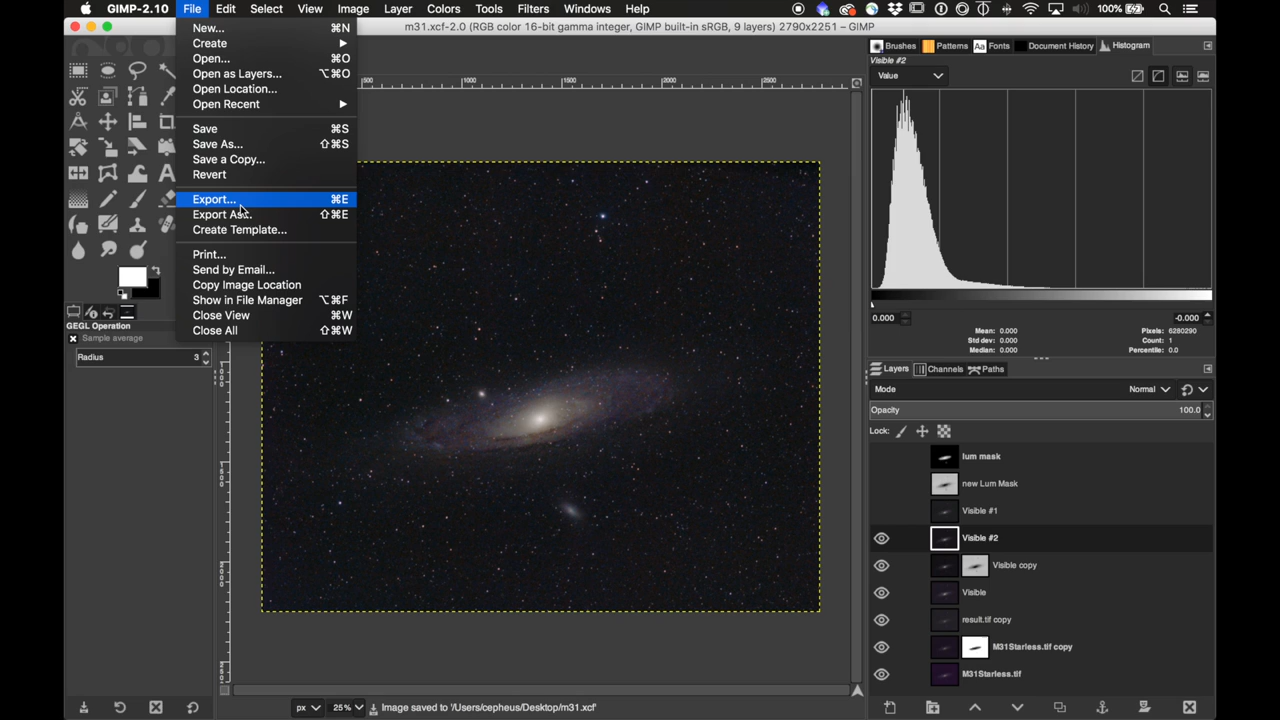 GIMP-2.10 File Edit Select View Image Layer Colors Tools Filters Windows Help 100%
m31.xcf-2.0 (RGB color 16-bit gamma integer, GIMP built-in sRGB, 9 layers) 2790x2251 – GIMP
New... ⌘N
Create
Open... ⌘O
Open as Layers... ⌥⌘O
Open Location...
Open Recent
Save ⌘S
Save As... ⇧⌘S
Save a Copy...
Revert
Export... ⌘E
Export As... ⇧⌘E
Create Template...
Print...
Send by Email...
Copy Image Location
Show in File Manager ⌥⌘F
Close View ⌘W
Close All ⇧⌘W
GEGL Operation
Sample average
Radius 3
500 1000 1500 2000 2500
Brushes Patterns Aa Fonts Document History Histogram
Visible #2
Value
0.000 -0.000
Mean: 0.000 Pixels: 6280290
Std dev: 0.000 Count: 1
Median: 0.000 Percentile: 0.0
Layers Channels Paths
Mode Normal
Opacity 100.0
Lock:
lum mask
new Lum Mask
Visible #1
Visible #2
Visible copy
Visible
result.tif copy
M31Starless.tif copy
M31Starless.tif
px 25% Image saved to '/Users/cepheus/Desktop/m31.xcf'